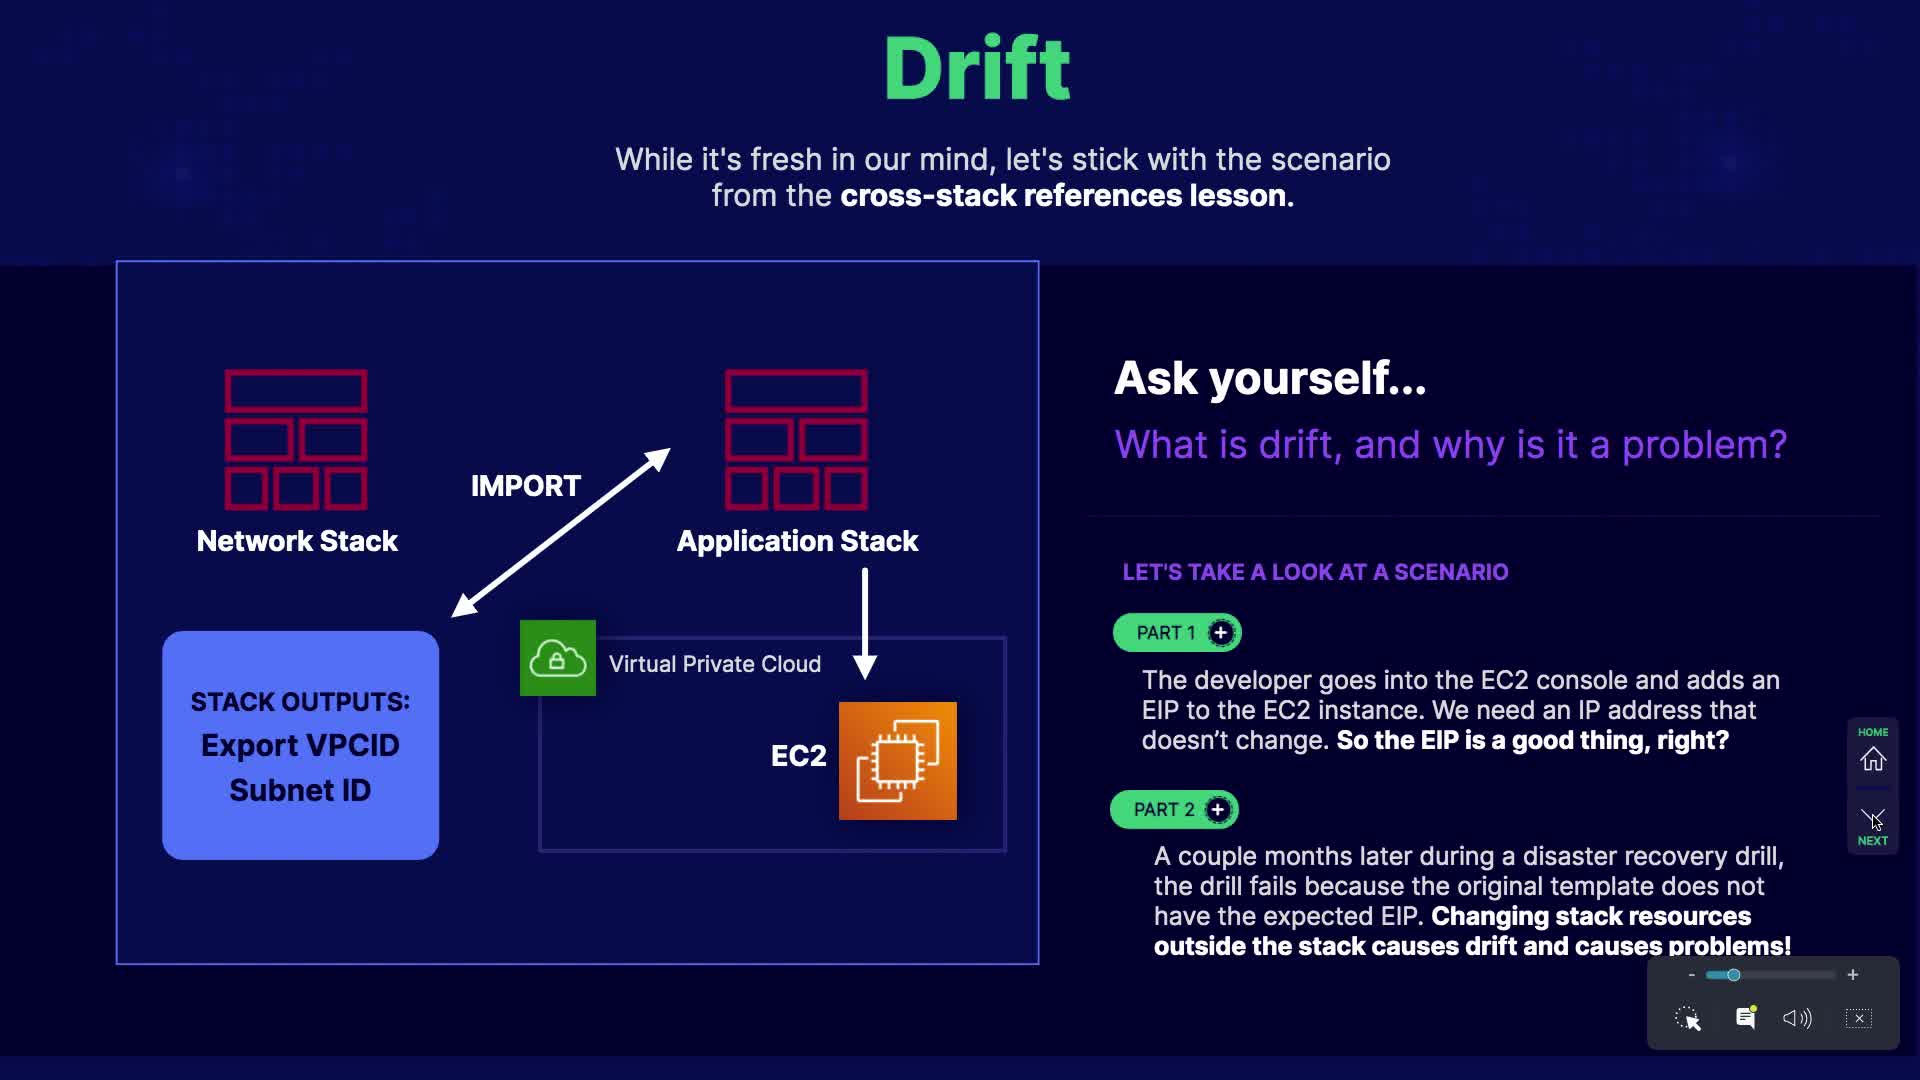 Drift
While it's fresh in our mind, let's stick with the scenario
from the cross-stack references lesson.
IMPORT
Network Stack
Application Stack
STACK OUTPUTS:
Export VPCID
Subnet ID
Virtual Private Cloud
EC2
Ask yourself...
What is drift, and why is it a problem?
LET'S TAKE A LOOK AT A SCENARIO
PART 1 +
The developer goes into the EC2 console and adds an
EIP to the EC2 instance. We need an IP address that
doesn’t change. So the EIP is a good thing, right?
PART 2 +
A couple months later during a disaster recovery drill,
the drill fails because the original template does not
have the expected EIP. Changing stack resources
outside the stack causes drift and causes problems!
HOME
NEXT
- +